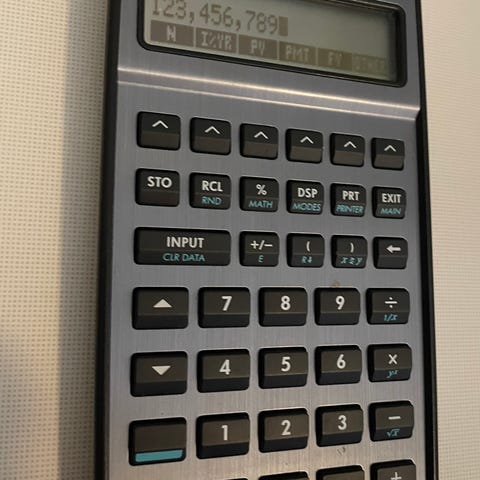 123,456,789
N I%YR PV PMT FV OTHER
^ ^ ^ ^ ^ ^
STO RCL % DSP PRT EXIT
RND MATH MODES PRINTER MAIN
INPUT +/- ( ) ←
CLR DATA E R↓ x⇄y
▲ 7 8 9 ÷
1/x
▼ 4 5 6 ×
yˣ
1 2 3 −
√x
+